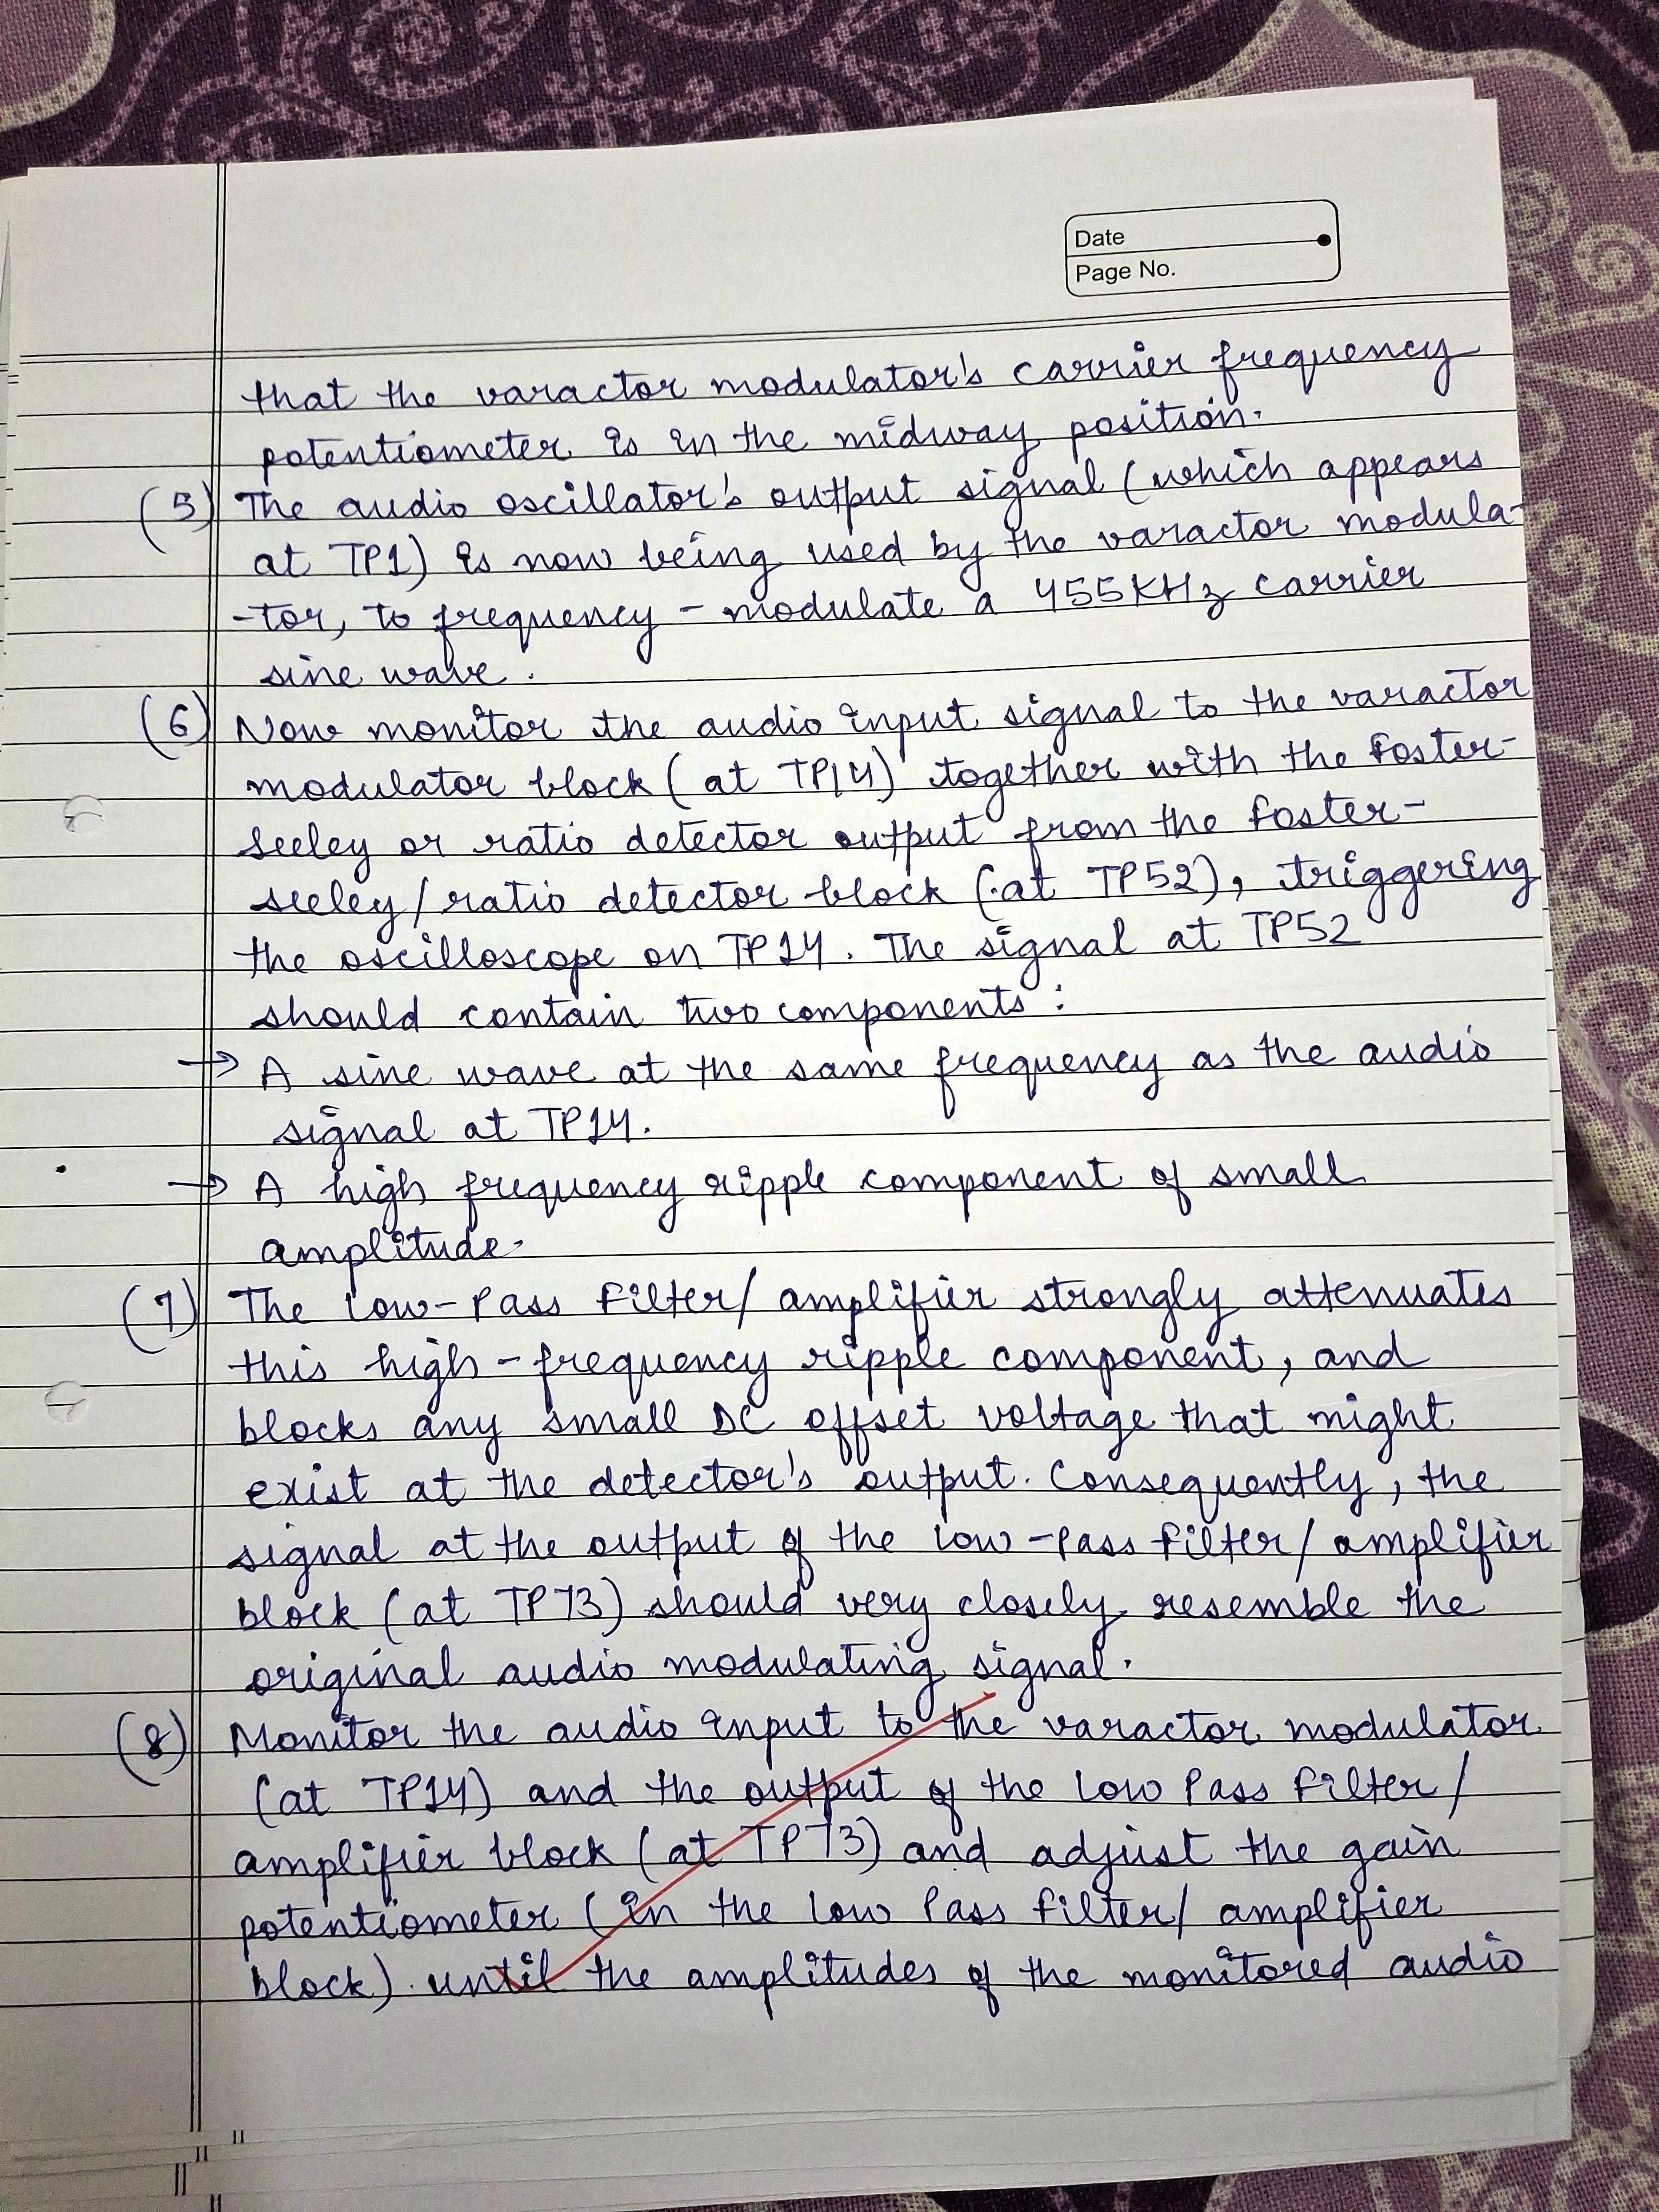 Date
Page No.
that the varactor modulator's carrier frequency
potentiometer is in the midway position.
(5) The audio oscillator's output signal (which appears
at TP1) is now being used by the varactor modula-
-tor, to frequency - modulate a 455KHz carrier
sine wave.
(6) Now monitor the audio input signal to the varactor
modulator block (at TP14) together with the Foster-
seeley or ratio detector output from the foster-
seeley/ratio detector block (at TP52), triggering
the oscilloscope on TP14. The signal at TP52
should contain two components:
→ A sine wave at the same frequency as the audio
signal at TP14.
→ A high frequency ripple component of small
amplitude.
(7) The Low-Pass Filter/ amplifier strongly attenuates
this high-frequency ripple component, and
blocks any small DC offset voltage that might
exist at the detector's output. Consequently, the
signal at the output of the low-pass filter/ amplifier
block (at TP73) should very closely resemble the
original audio modulating signal.
(8) Monitor the audio input to the varactor modulator
(at TP14) and the output of the Low Pass Filter/
amplifier block (at TP73) and adjust the gain
potentiometer (in the Low Pass filter/ amplifier
block) until the amplitudes of the monitored audio